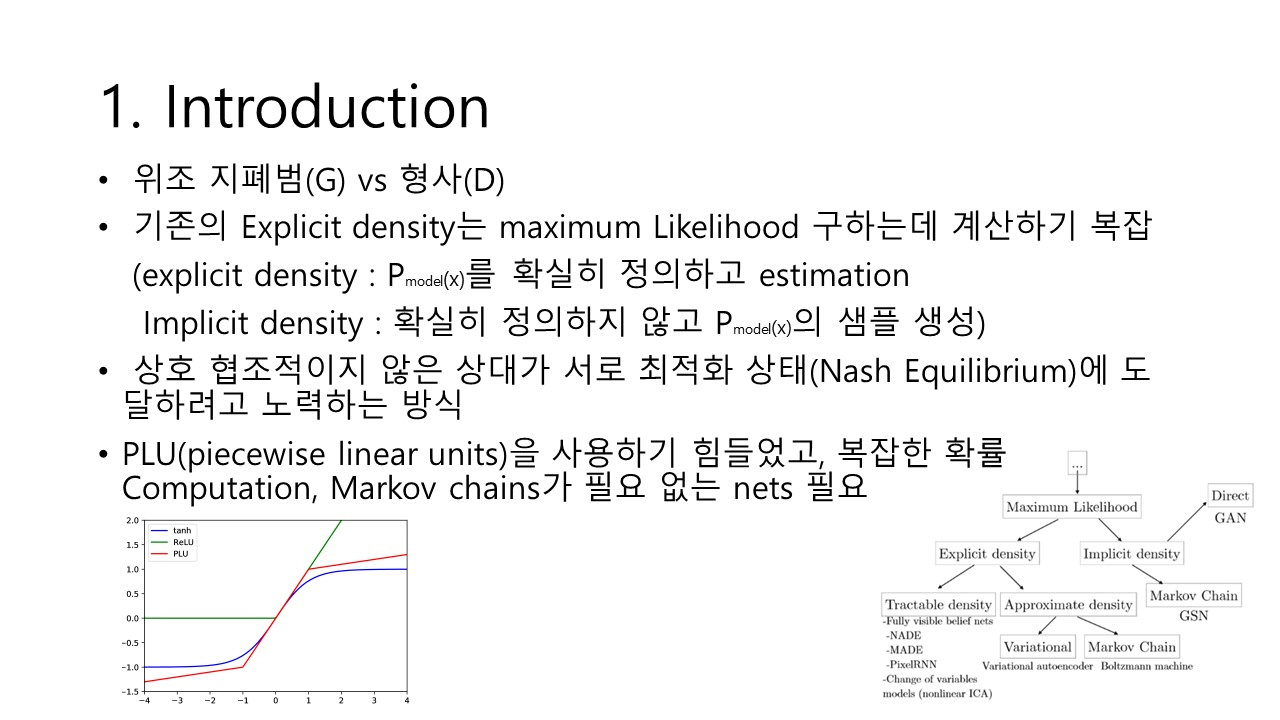 1. Introduction
• 위조 지폐범(G) vs 형사(D)
• 기존의 Explicit density는 maximum Likelihood 구하는데 계산하기 복잡
(explicit density : Pmodel(x)를 확실히 정의하고 estimation
Implicit density : 확실히 정의하지 않고 Pmodel(x)의 샘플 생성)
• 상호 협조적이지 않은 상대가 서로 최적화 상태(Nash Equilibrium)에 도
달하려고 노력하는 방식
• PLU(piecewise linear units)을 사용하기 힘들었고, 복잡한 확률
Computation, Markov chains가 필요 없는 nets 필요
2.0
1.5
1.0
0.5
0.0
−0.5
−1.0
−1.5
tanh
ReLU
PLU
−4 −3 −2 −1 0 1 2 3 4
...
Maximum Likelihood
Direct
GAN
Explicit density
Implicit density
Markov Chain
GSN
Tractable density
Approximate density
-Fully visible belief nets
-NADE
-MADE
-PixelRNN
-Change of variables
models (nonlinear ICA)
Variational
Markov Chain
Variational autoencoder
Boltzmann machine